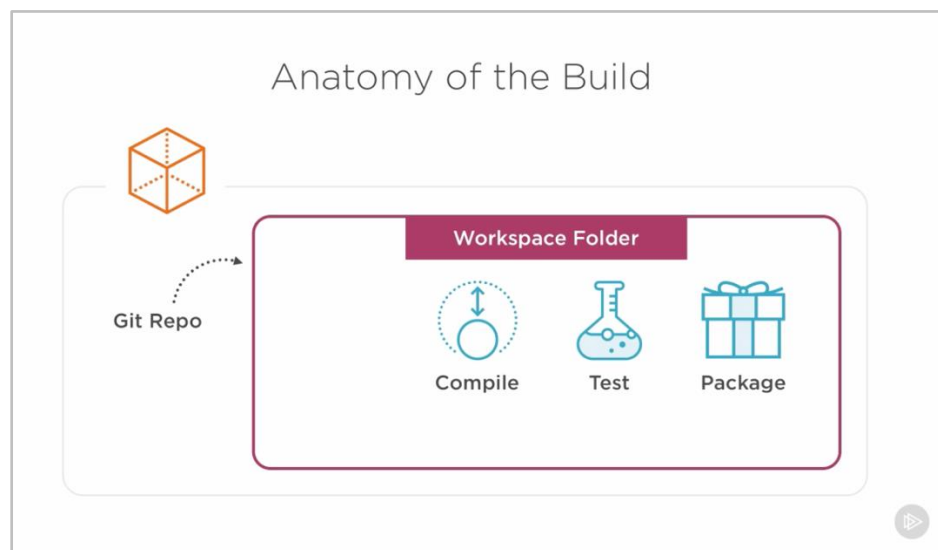 Anatomy of the Build
Workspace Folder
Git Repo
Compile
Test
Package